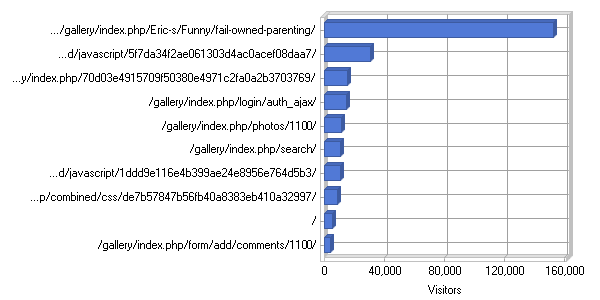 .../gallery/index.php/Eric-s/Funny/fail-owned-parenting/
...d/javascript/5f7da34f2ae061303d4ac0acef08daa7/
...y/index.php/70d03e4915709f50380e4971c2fa0a2b3703769/
/gallery/index.php/login/auth_ajax/
/gallery/index.php/photos/1100/
/gallery/index.php/search/
...d/javascript/1ddd9e116e4b399ae24e8956e764d5b3/
...p/combined/css/de7b57847b56fb40a8383eb410a32997/
/
/gallery/index.php/form/add/comments/1100/
0 40,000 80,000 120,000 160,000
Visitors